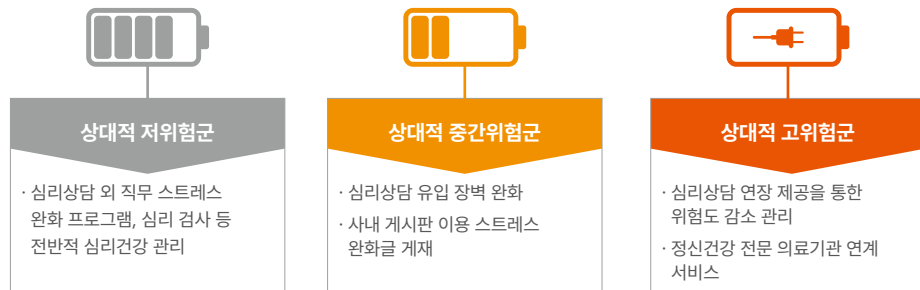 상대적 저위험군
· 심리상담 외 직무 스트레스
완화 프로그램, 심리 검사 등
전반적 심리건강 관리
상대적 중간위험군
· 심리상담 유입 장벽 완화
· 사내 게시판 이용 스트레스
완화글 게재
상대적 고위험군
· 심리상담 연장 제공을 통한
위험도 감소 관리
· 정신건강 전문 의료기관 연계
서비스